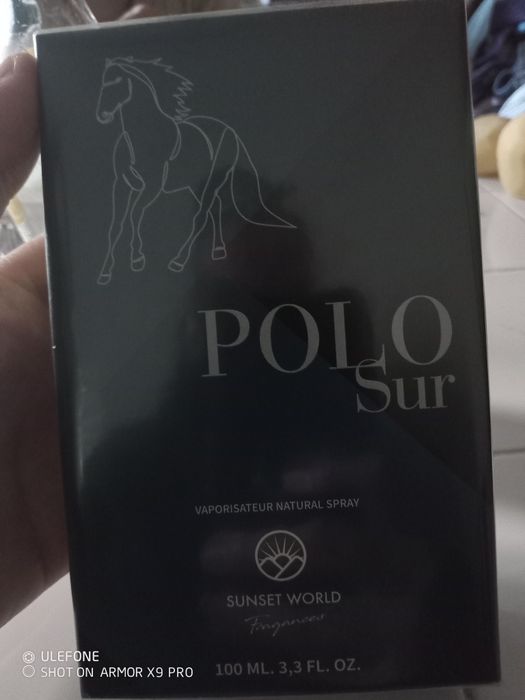 POLO
Sur
VAPORISATEUR NATURAL SPRAY
SUNSET WORLD
Fragances
100 ML. 3,3 FL. OZ.
ULEFONE
SHOT ON ARMOR X9 PRO